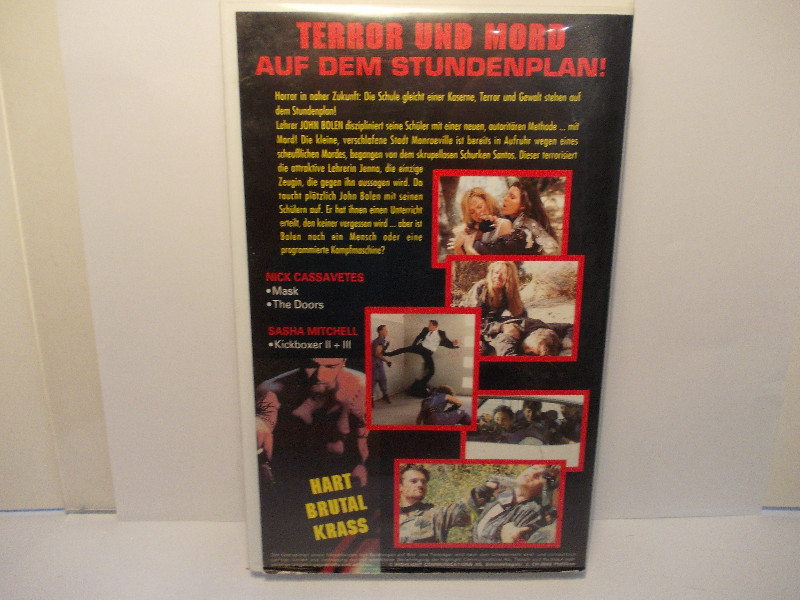 TERROR UND MORD
AUF DEM STUNDENPLAN!
Horror in naher Zukunft: Die Schule gleicht einer Kaserne, Terror und Gewalt stehen auf
dem Stundenplan!
Lehrer JOHN BOLEN diszipliniert seine Schüler mit einer neuen, autoritären Methode ... mit
Mord! Die kleine, verschlafene Stadt Monroeville ist bereits in Aufruhr wegen eines
scheußlichen Mordes, begangen von dem skrupellosen Schurken Santos. Dieser terrorisiert
die attraktive Lehrerin Jenna, die einzige
Zeugin, die gegen ihn aussagen wird. Da
taucht plötzlich John Bolen mit seinen
Schülern auf. Er hat ihnen einen Unterricht
erteilt, den keiner vergessen wird ... aber ist
Bolen noch ein Mensch oder eine
programmierte Kampfmaschine?
NICK CASSAVETES
•Mask
•The Doors
SASHA MITCHELL
•Kickboxer II + III
HART
BRUTAL
KRASS